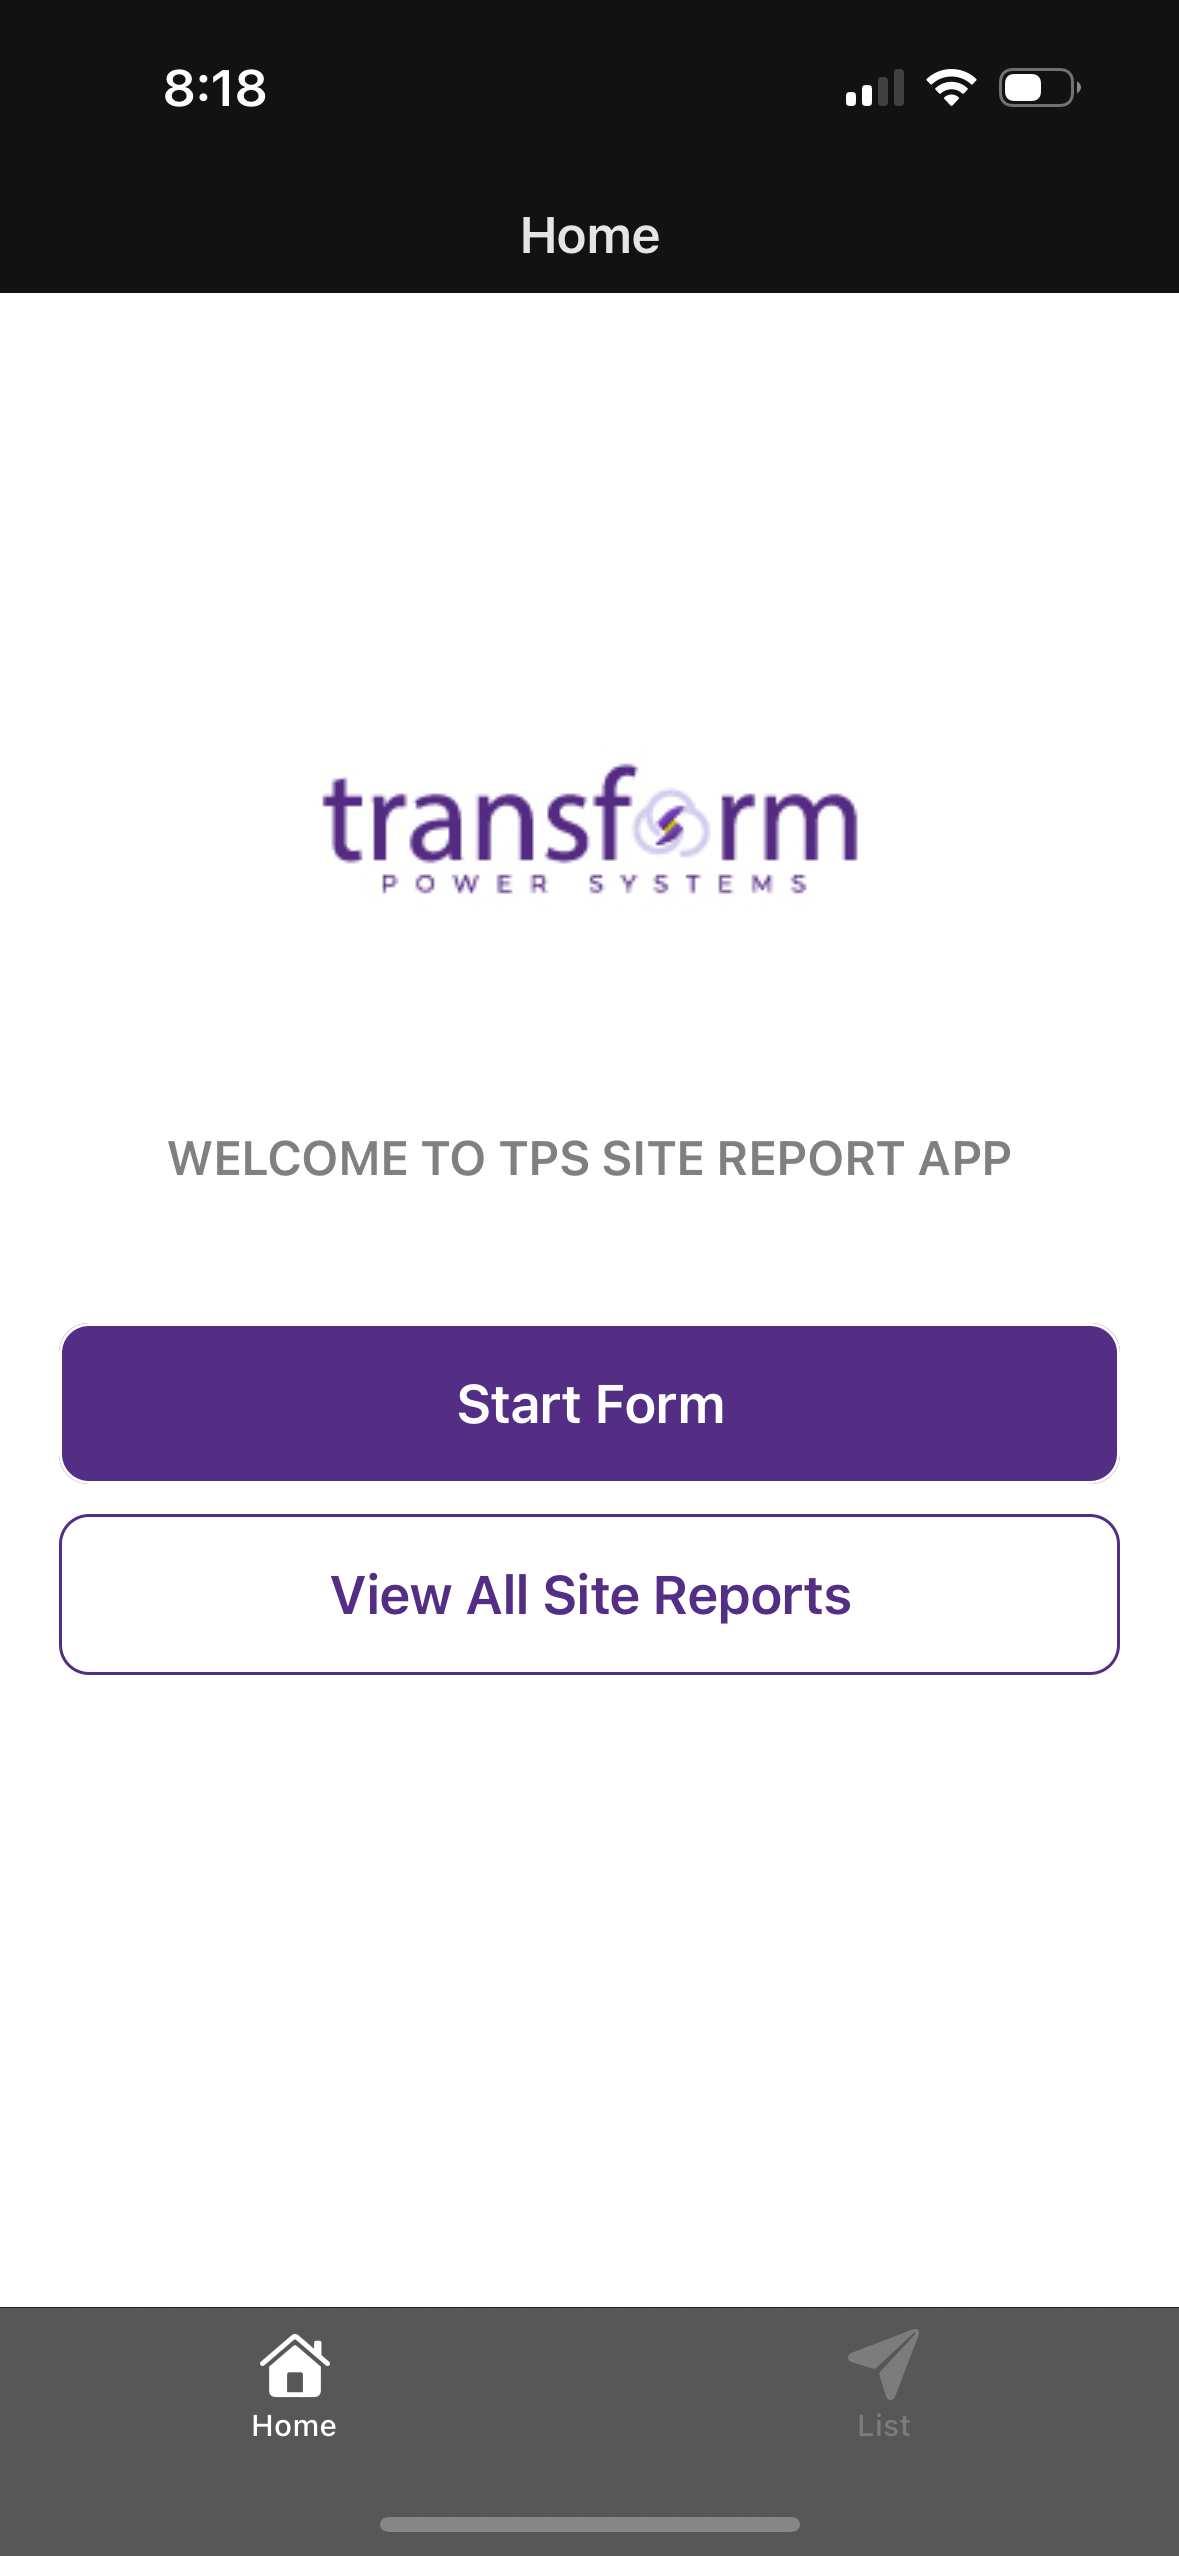 8:18
Home
transform
POWER SYSTEMS
WELCOME TO TPS SITE REPORT APP
Start Form
View All Site Reports
Home
List